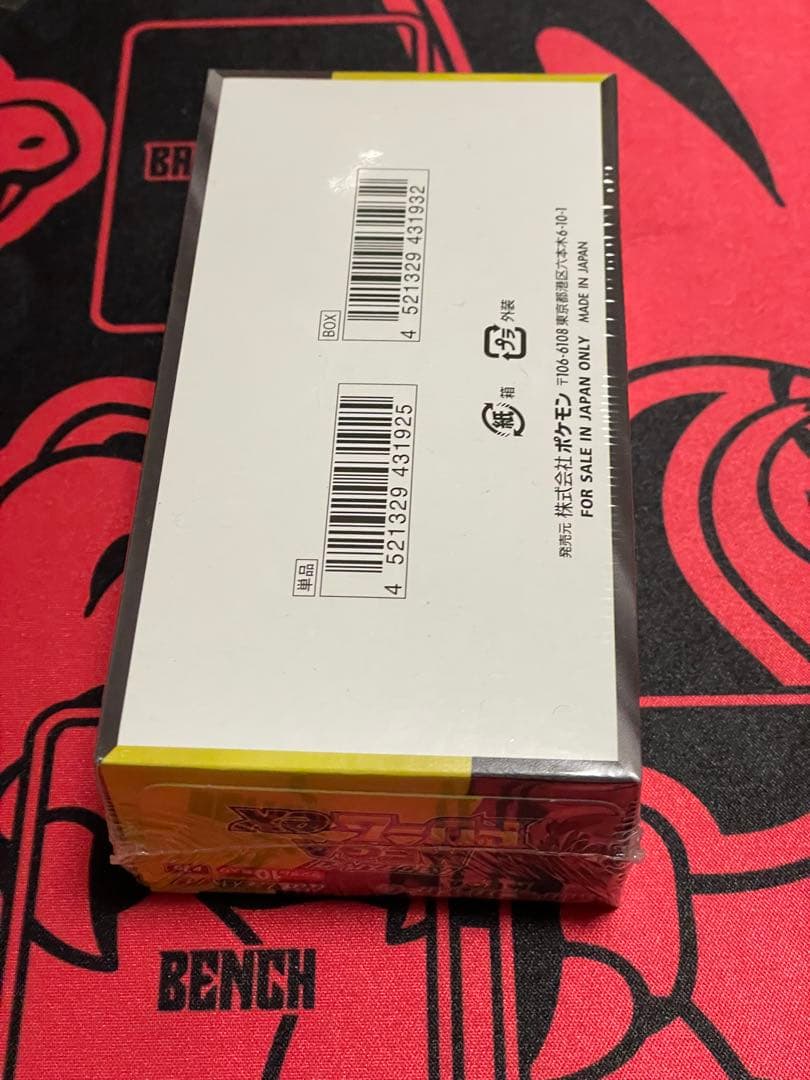 BA
BOX
4 521329 431932
単品
4 521329 431925
プラ 外装
紙 箱
発売元 株式会社ポケモン 〒106-6108 東京都港区六本木6-10-1
FOR SALE IN JAPAN ONLY MADE IN JAPAN
BENCH